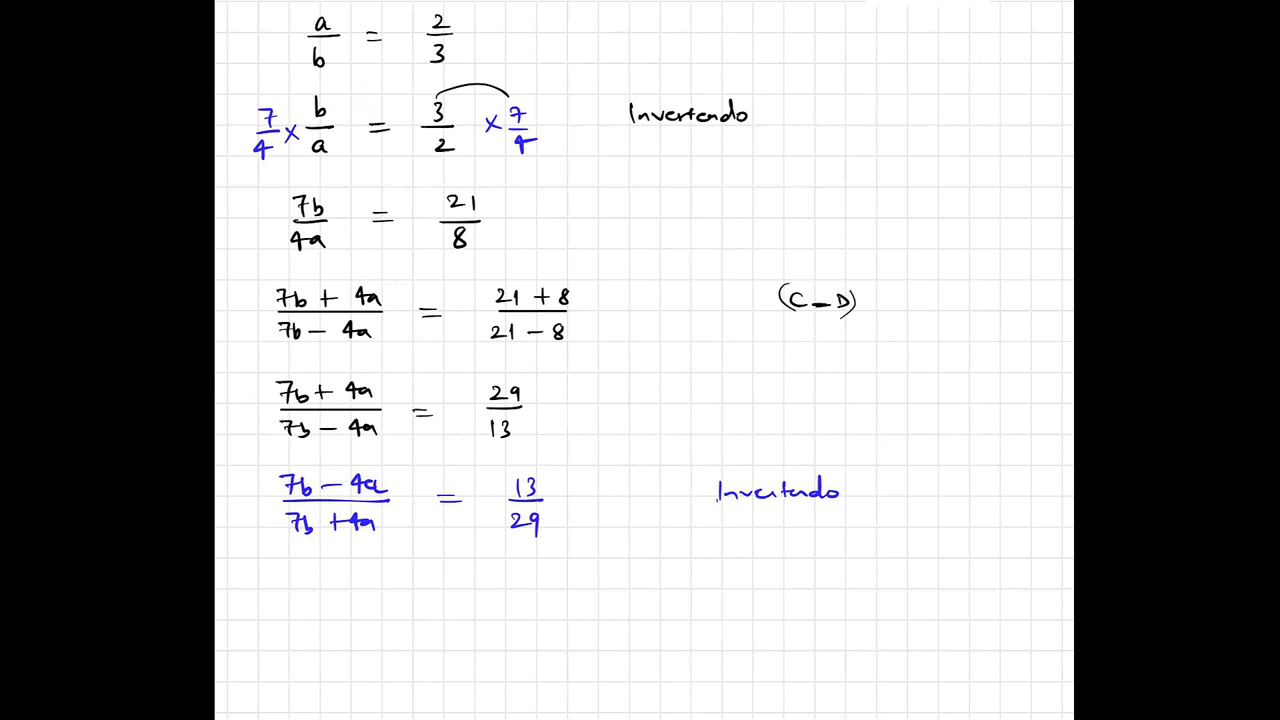 a/b = 2/3
7/4 × b/a = 3/2 × 7/4 Invertendo
7b/4a = 21/8
7b + 4a / 7b - 4a = 21 + 8 / 21 - 8 (C - D)
7b + 4a / 7b - 4a = 29/13
7b - 4a / 7b + 4a = 13/29 Invertendo